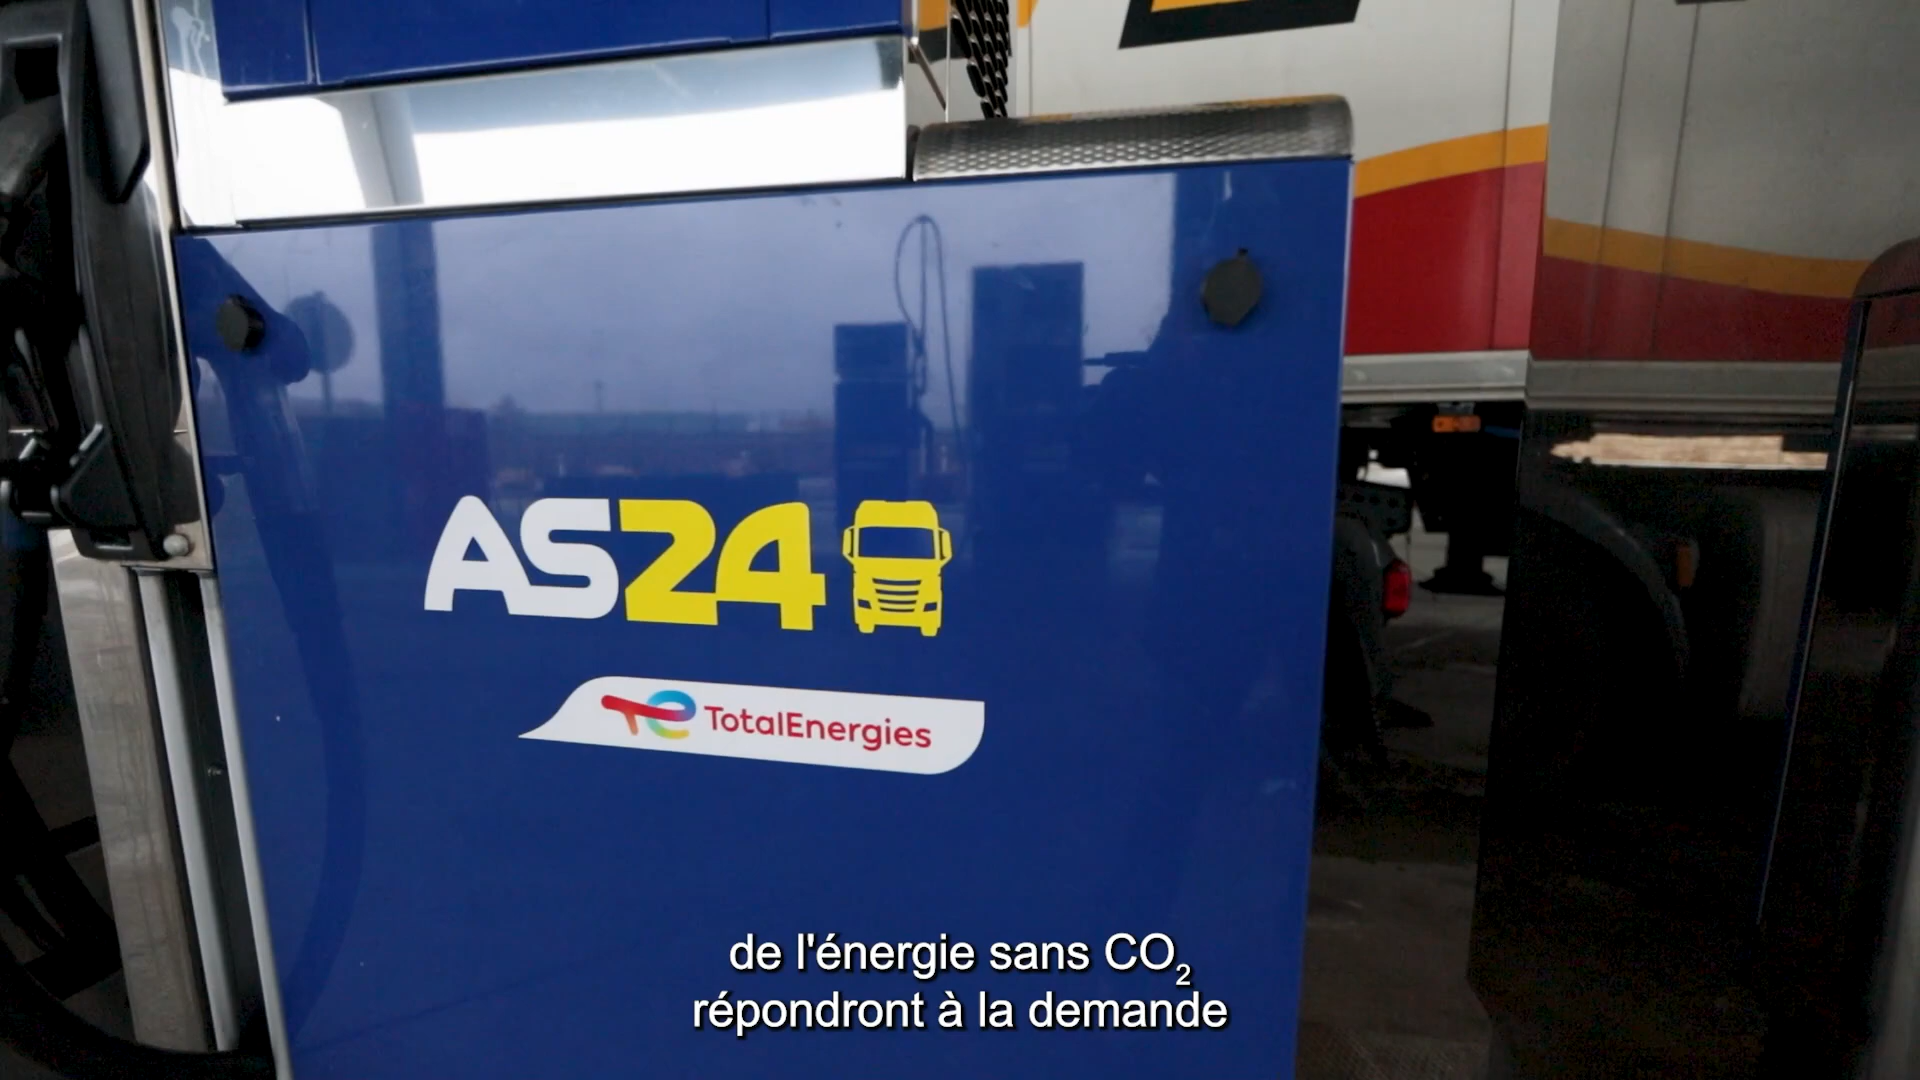 AS24
TotalEnergies
de l'énergie sans CO₂
répondront à la demande